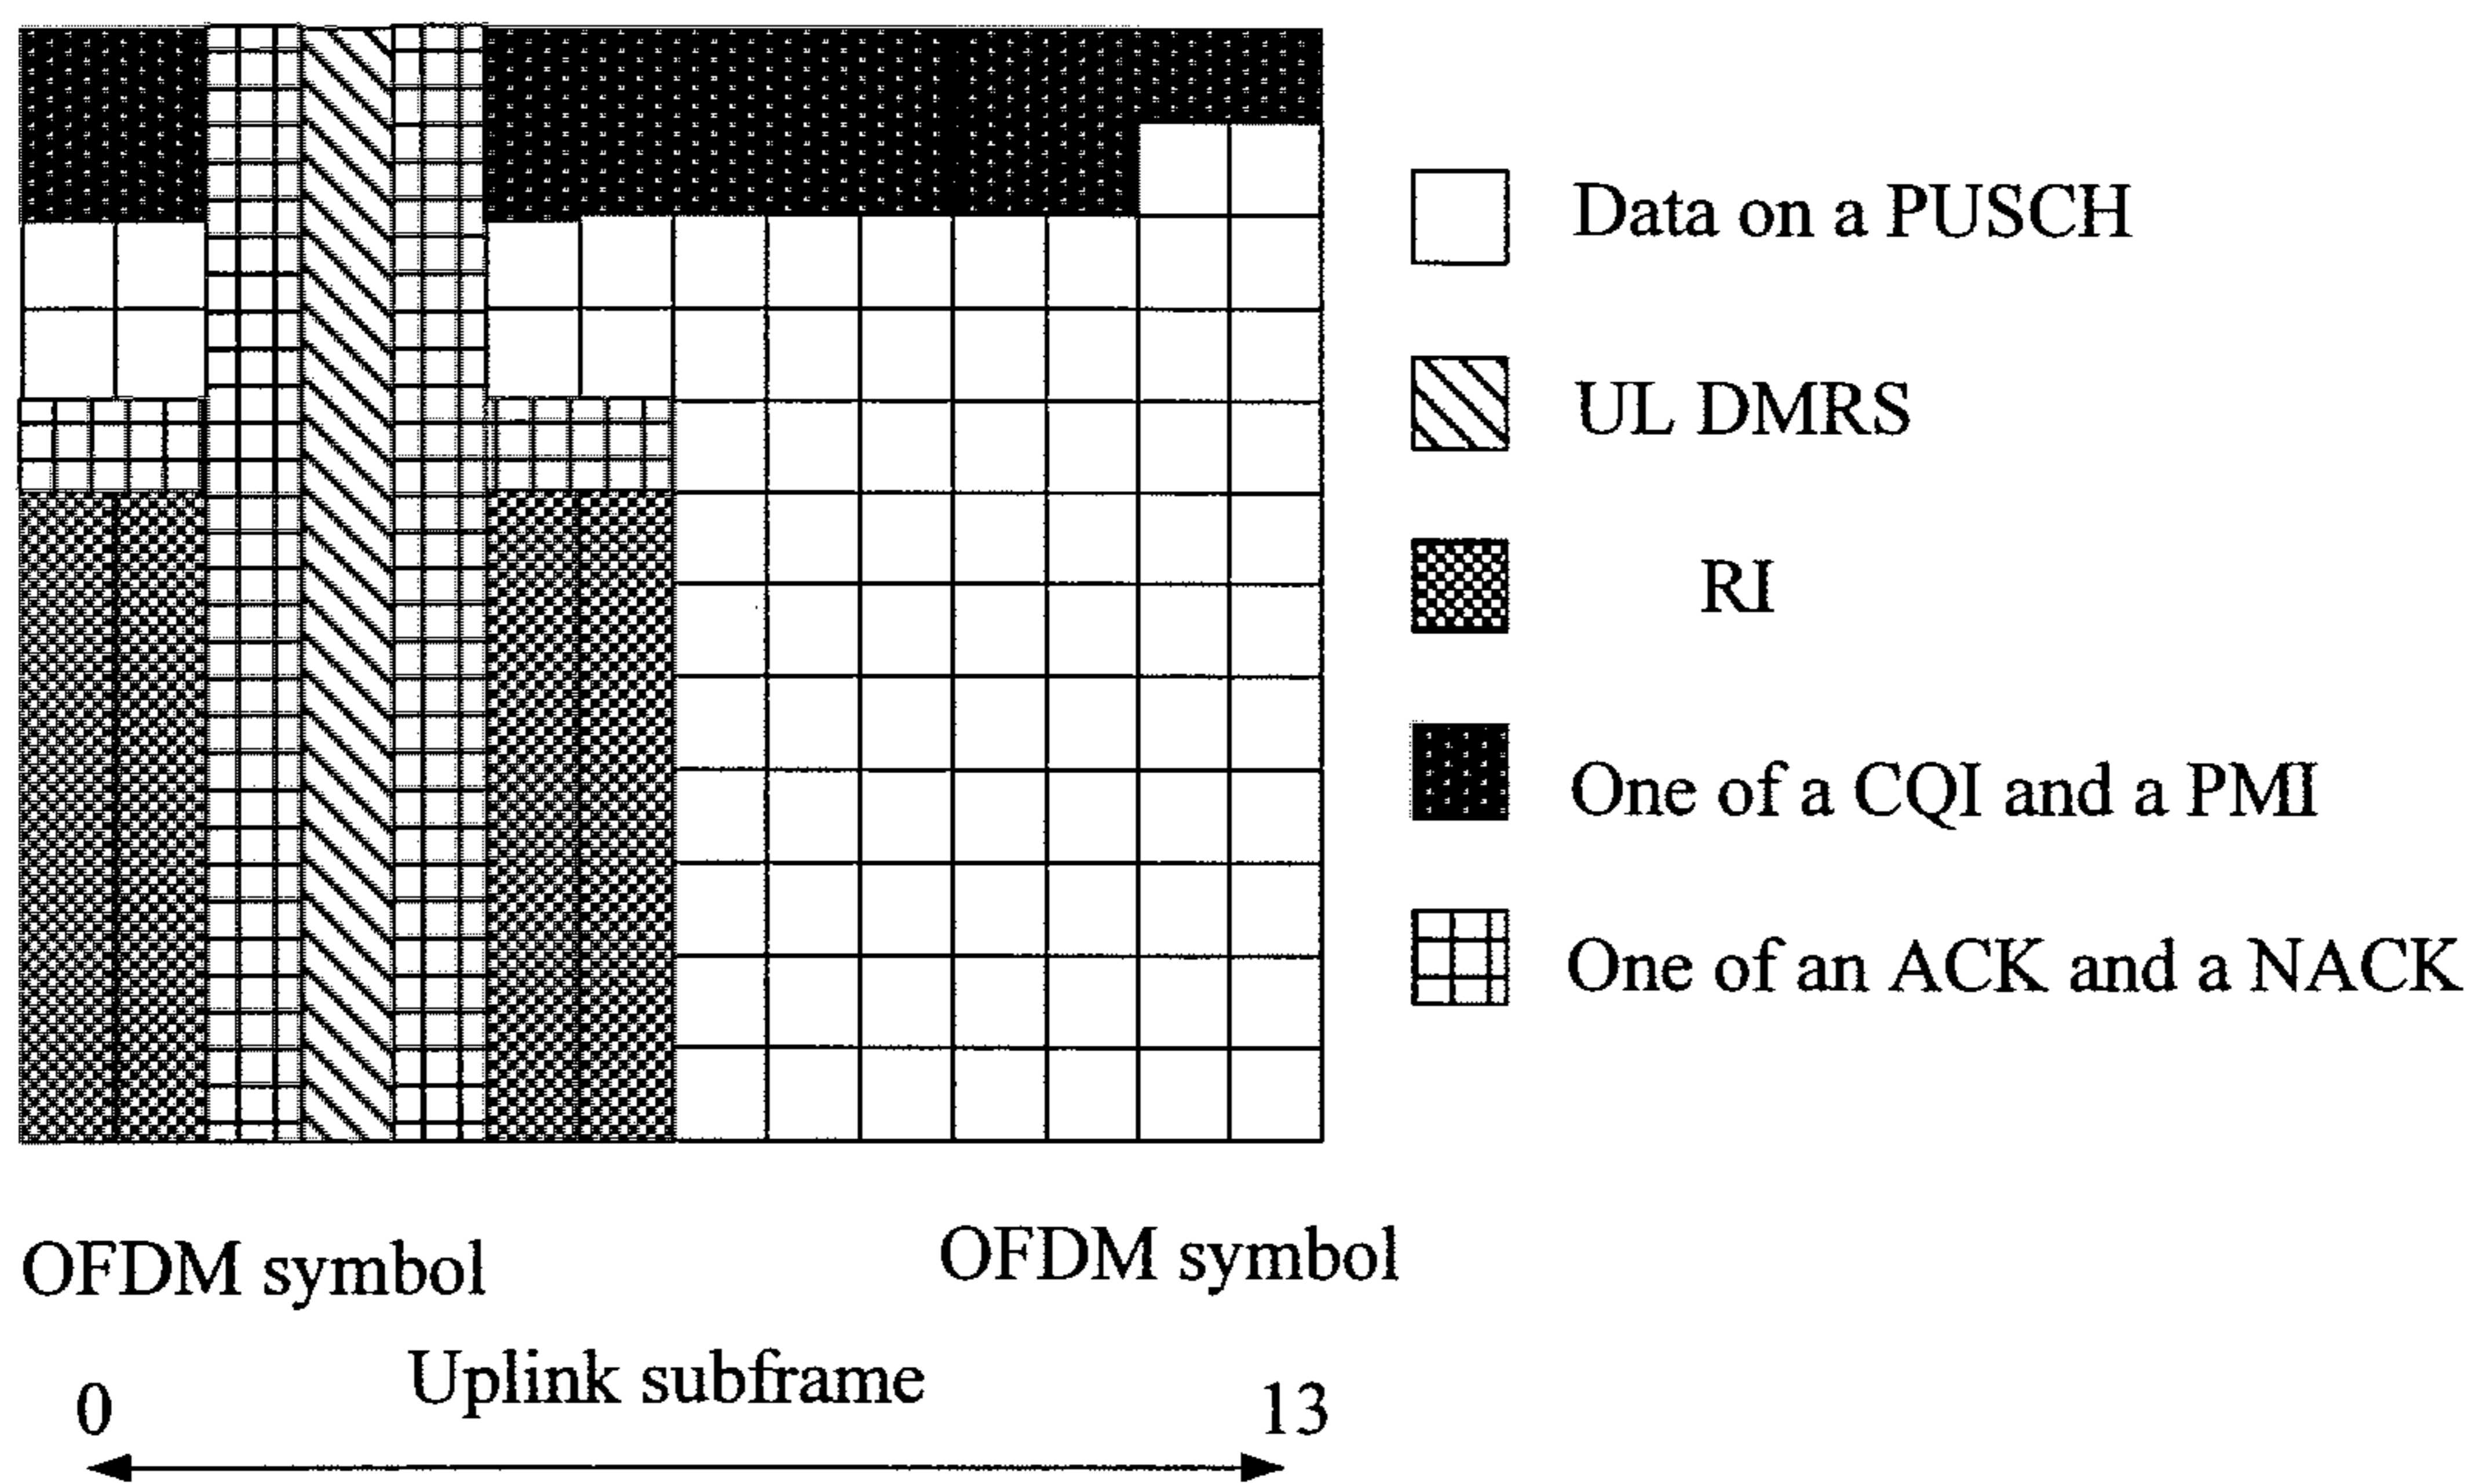 Data on a PUSCH
UL DMRS
RI
One of a CQI and a PMI
One of an ACK and a NACK
OFDM symbol
OFDM symbol
Uplink subframe
0
13